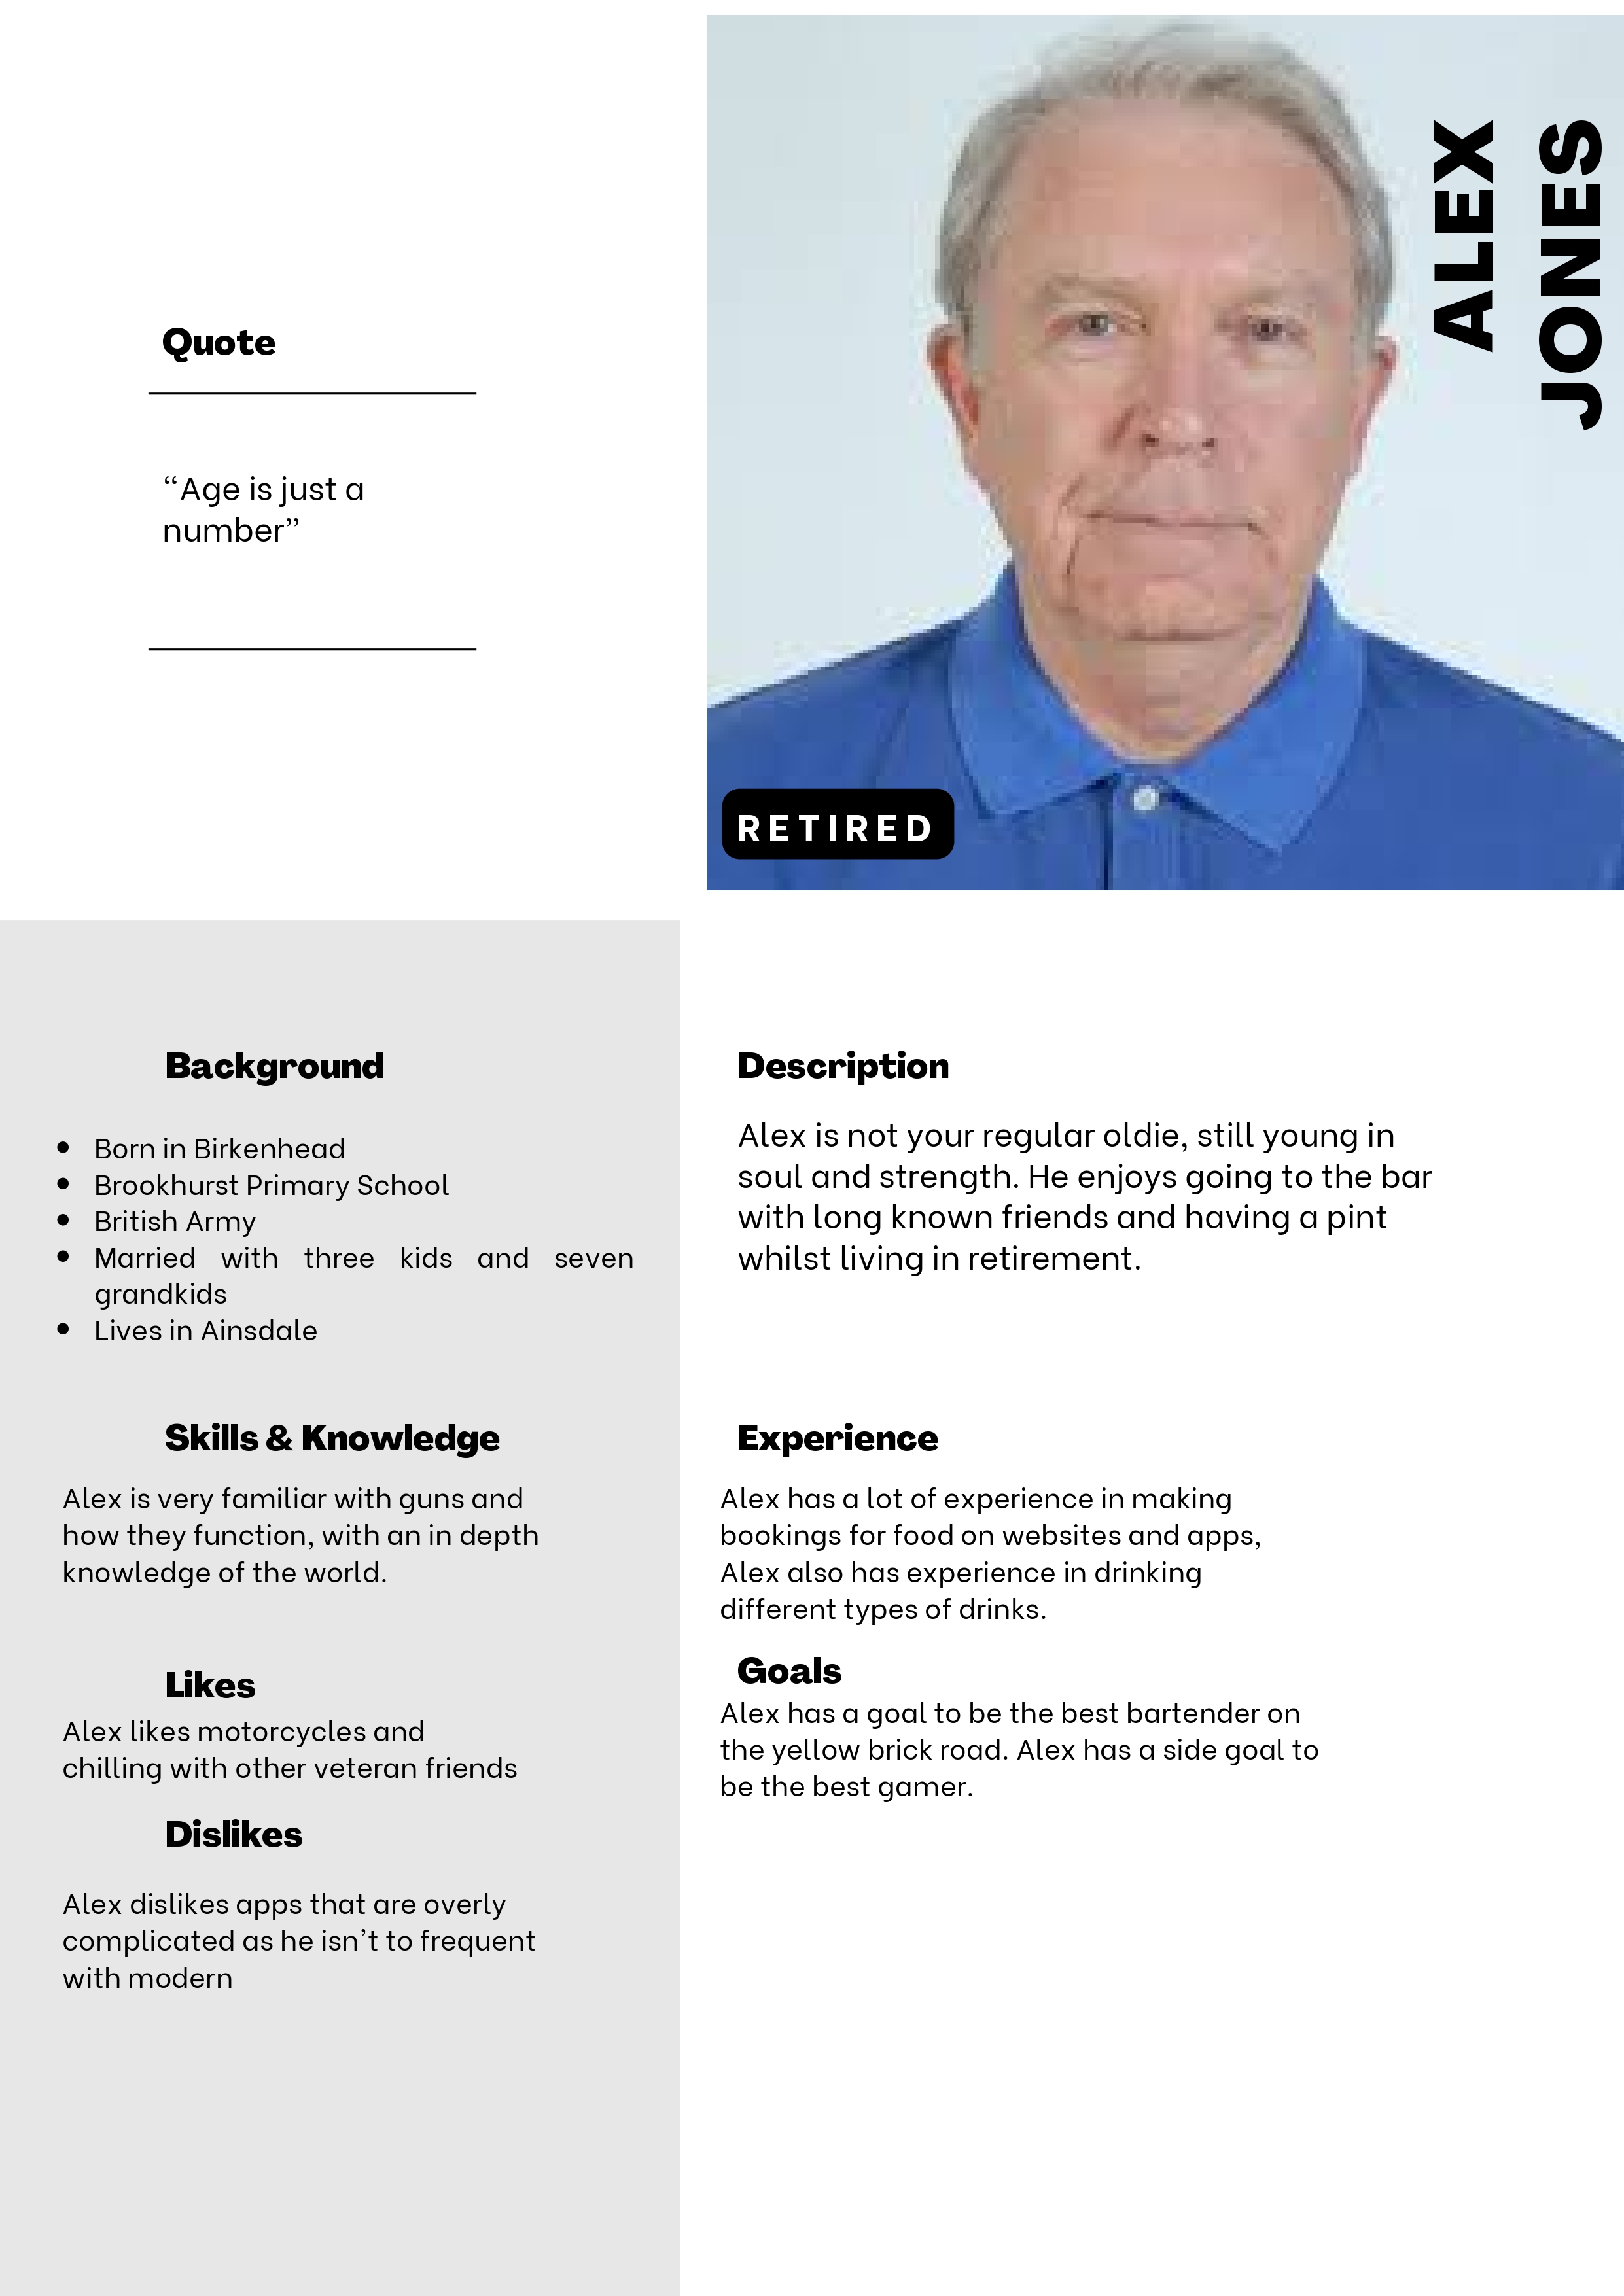 Quote
“Age is just a
number”
ALEX
JONES
RETIRED
Background
• Born in Birkenhead
• Brookhurst Primary School
• British Army
• Married with three kids and seven
grandkids
• Lives in Ainsdale
Skills & Knowledge
Alex is very familiar with guns and
how they function, with an in depth
knowledge of the world.
Likes
Alex likes motorcycles and
chilling with other veteran friends
Dislikes
Alex dislikes apps that are overly
complicated as he isn’t to frequent
with modern
Description
Alex is not your regular oldie, still young in
soul and strength. He enjoys going to the bar
with long known friends and having a pint
whilst living in retirement.
Experience
Alex has a lot of experience in making
bookings for food on websites and apps,
Alex also has experience in drinking
different types of drinks.
Goals
Alex has a goal to be the best bartender on
the yellow brick road. Alex has a side goal to
be the best gamer.